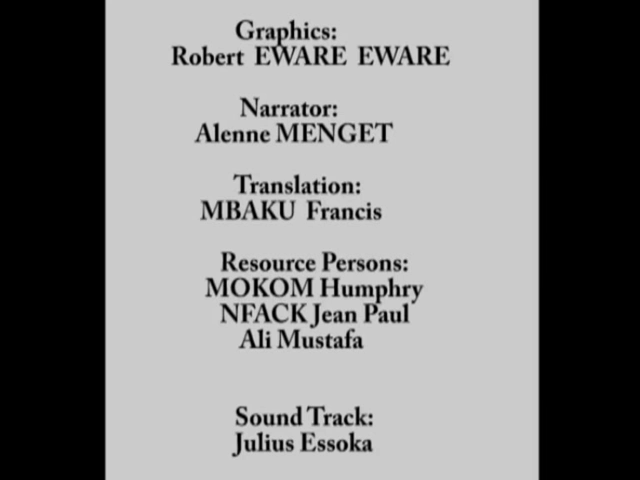 Graphics:
Robert EWARE EWARE
Narrator:
Alenne MENGET
Translation:
MBAKU Francis
Resource Persons:
MOKOM Humphry
NFACK Jean Paul
Ali Mustafa
Sound Track:
Julius Essoka